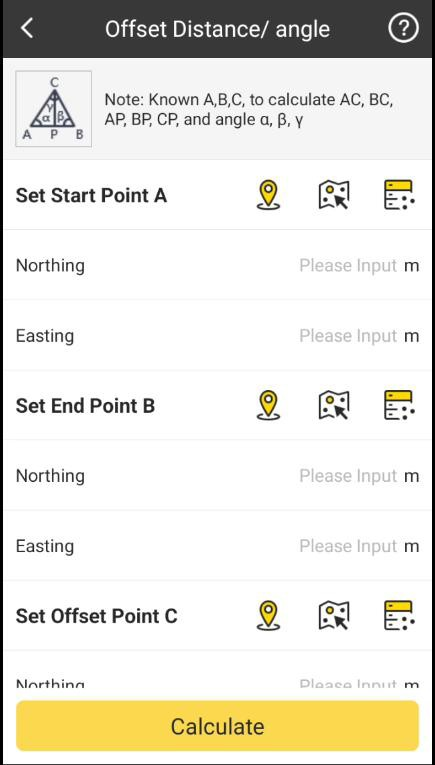 Offset Distance/ angle
?
C
γ
α β
A P B
Note: Known A,B,C, to calculate AC, BC,
AP, BP, CP, and angle α, β, γ
Set Start Point A
Northing Please Input m
Easting Please Input m
Set End Point B
Northing Please Input m
Easting Please Input m
Set Offset Point C
Northing Please Input m
Calculate